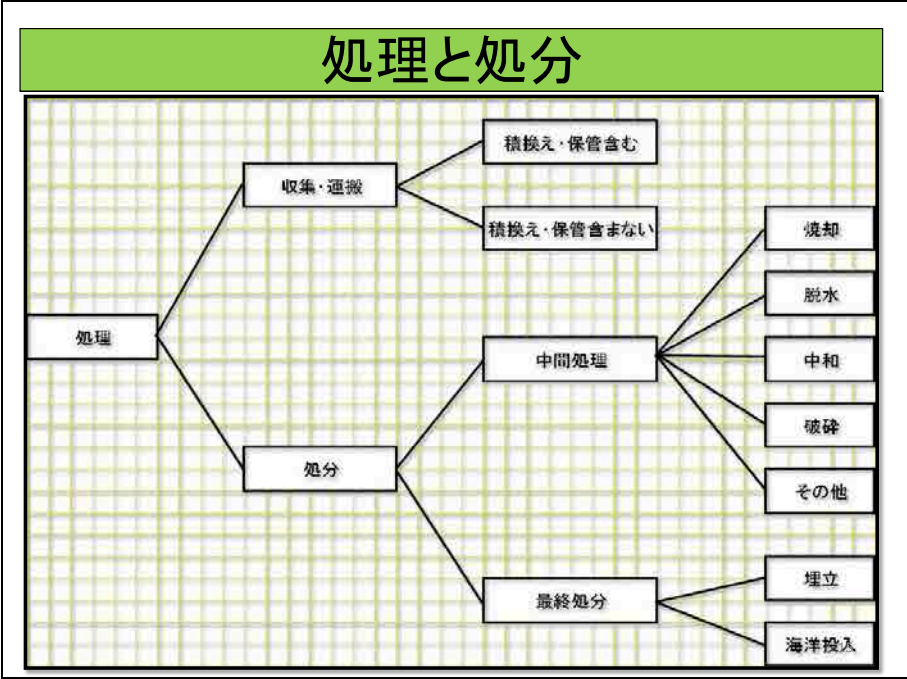 処理と処分
積換え・保管含む
収集・運搬
積換え・保管含まない
焼却
脱水
処理
中間処理
中和
破砕
処分
その他
埋立
最終処分
海洋投入